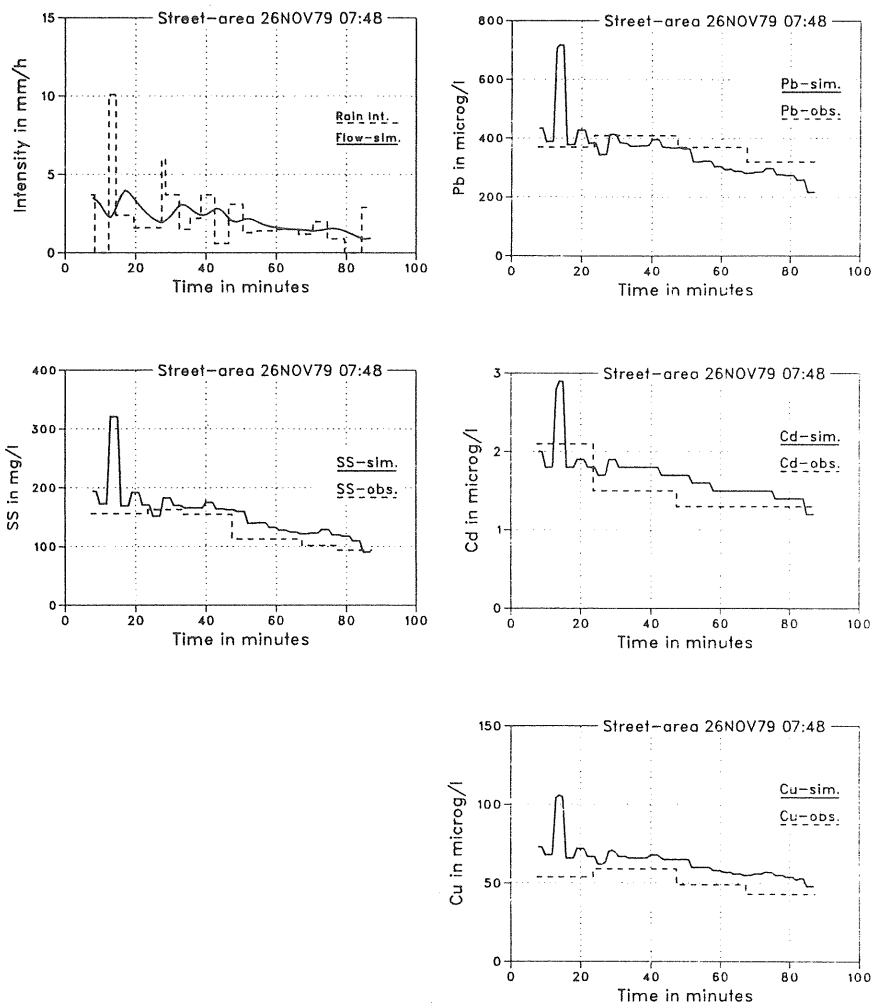 Street-area 26NOV79 07:48
Intensity in mm/h
15
10
5
0
Rain Int.
Flow-sim.
0 20 40 60 80 100
Time in minutes
Street-area 26NOV79 07:48
Pb in microg/l
800
600
400
200
0
Pb-sim.
Pb-obs.
0 20 40 60 80 100
Time in minutes
Street-area 26NOV79 07:48
SS in mg/l
400
300
200
100
0
SS-sim.
SS-obs.
0 20 40 60 80 100
Time in minutes
Street-area 26NOV79 07:48
Cd in microg/l
3
2
1
0
Cd-sim.
Cd-obs.
0 20 40 60 80 100
Time in minutes
Street-area 26NOV79 07:48
Cu in microg/l
150
100
50
0
Cu-sim.
Cu-obs.
0 20 40 60 80 100
Time in minutes